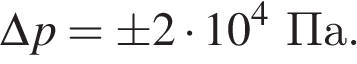 Δp = ±2 · 10⁴ Па.